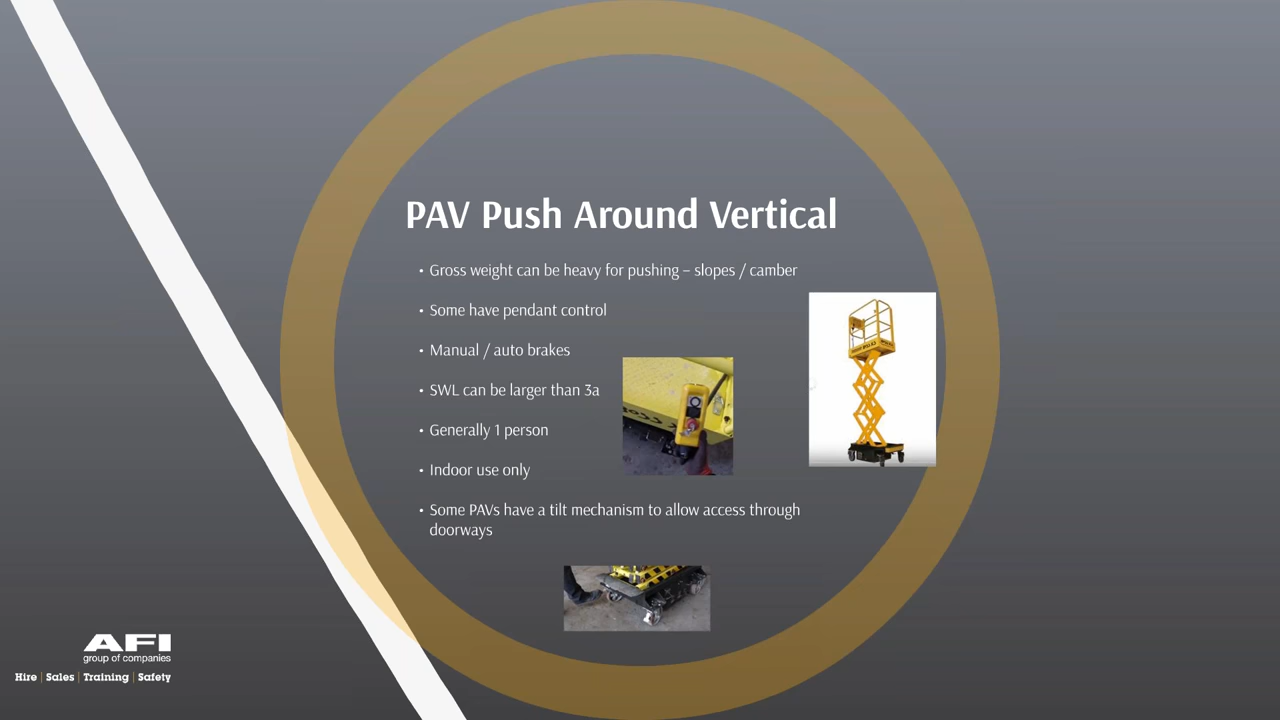 PAV Push Around Vertical
• Gross weight can be heavy for pushing – slopes / camber
• Some have pendant control
• Manual / auto brakes
• SWL can be larger than 3a
• Generally 1 person
• Indoor use only
• Some PAVs have a tilt mechanism to allow access through
doorways
AFI
group of companies
Hire | Sales | Training | Safety